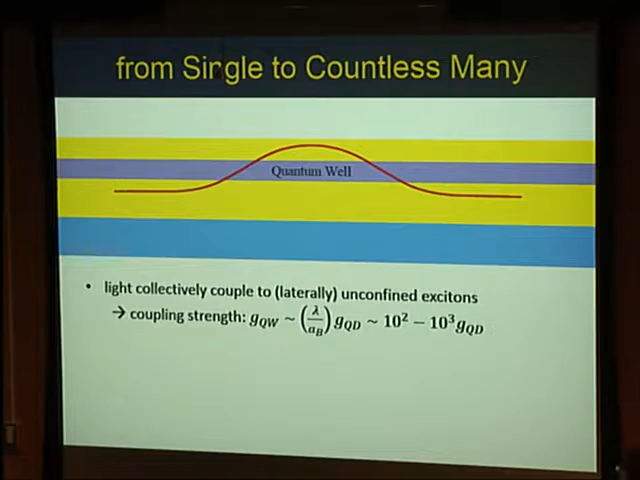 from Single to Countless Many
Quantum Well
• light collectively couple to (laterally) unconfined excitons
→ coupling strength: g_QW ~ (λ/a_B) g_QD ~ 10² − 10³ g_QD